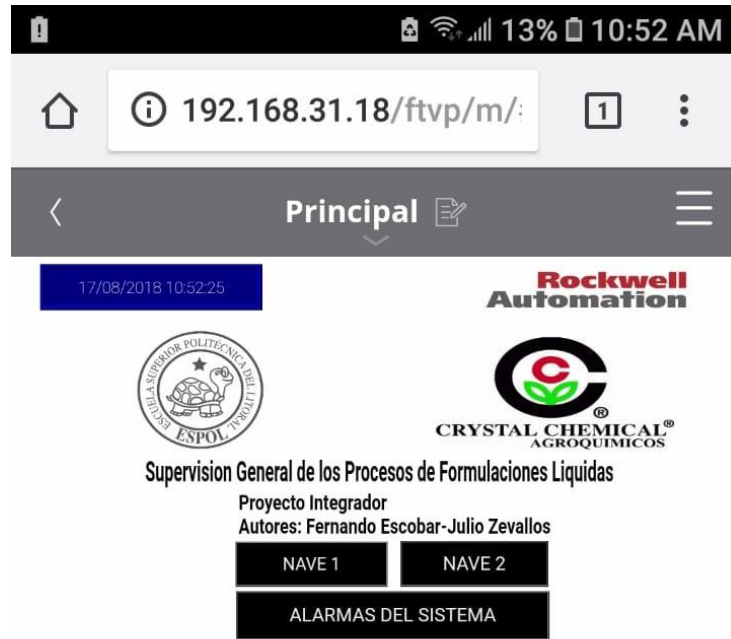 13% 10:52 AM
192.168.31.18/ftvp/m/
1
Principal
17/08/2018 10:52:25
Rockwell
Automation
ESCUELA SUPERIOR POLITÉCNICA DEL LITORAL
ESPOL
C
®
CRYSTAL CHEMICAL®
AGROQUIMICOS
Supervision General de los Procesos de Formulaciones Liquidas
Proyecto Integrador
Autores: Fernando Escobar-Julio Zevallos
NAVE 1
NAVE 2
ALARMAS DEL SISTEMA